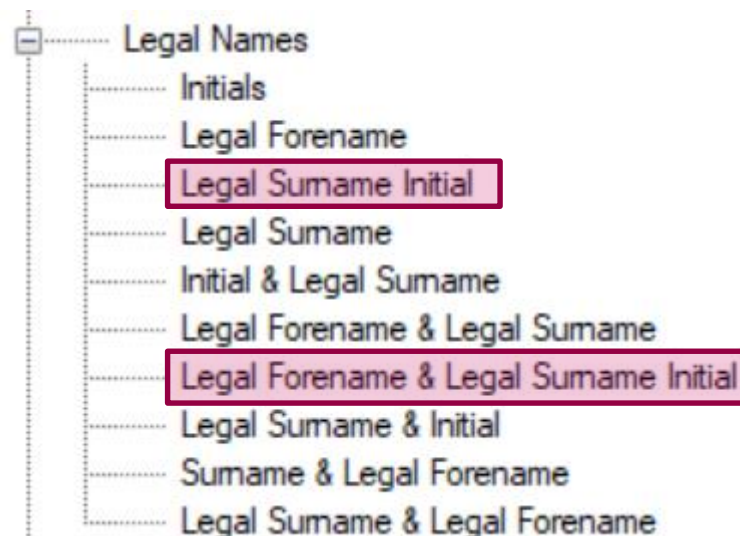 Legal Names
Initials
Legal Forename
Legal Surname Initial
Legal Surname
Initial & Legal Surname
Legal Forename & Legal Surname
Legal Forename & Legal Surname Initial
Legal Surname & Initial
Surname & Legal Forename
Legal Surname & Legal Forename